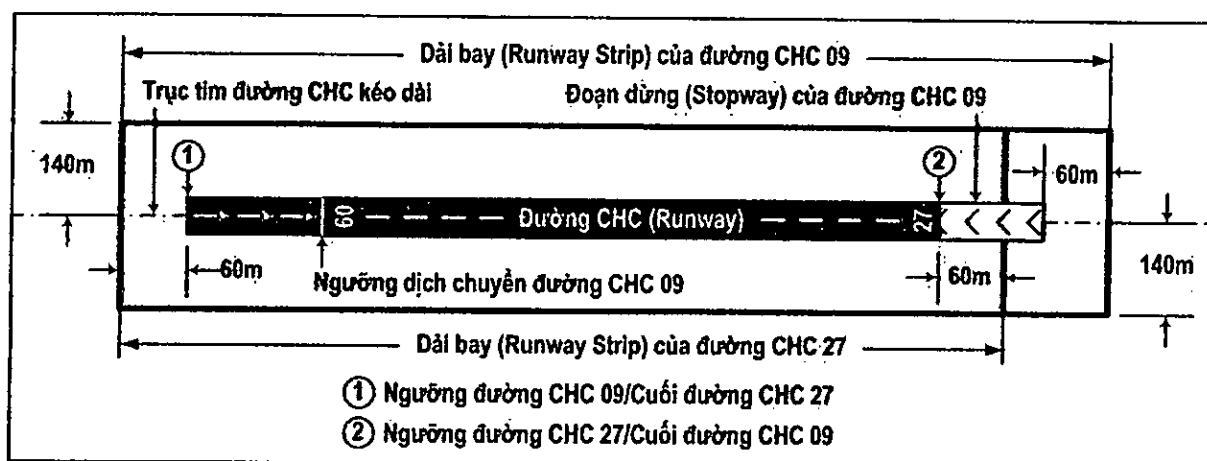 Dải bay (Runway Strip) của đường CHC 09
Trục tim đường CHC kéo dài
Đoạn dừng (Stopway) của đường CHC 09
140m
1
2
60m
09
Đường CHC (Runway)
27
60m
Ngưỡng dịch chuyển đường CHC 09
60m
140m
Dải bay (Runway Strip) của đường CHC 27
1 Ngưỡng đường CHC 09/Cuối đường CHC 27
2 Ngưỡng đường CHC 27/Cuối đường CHC 09